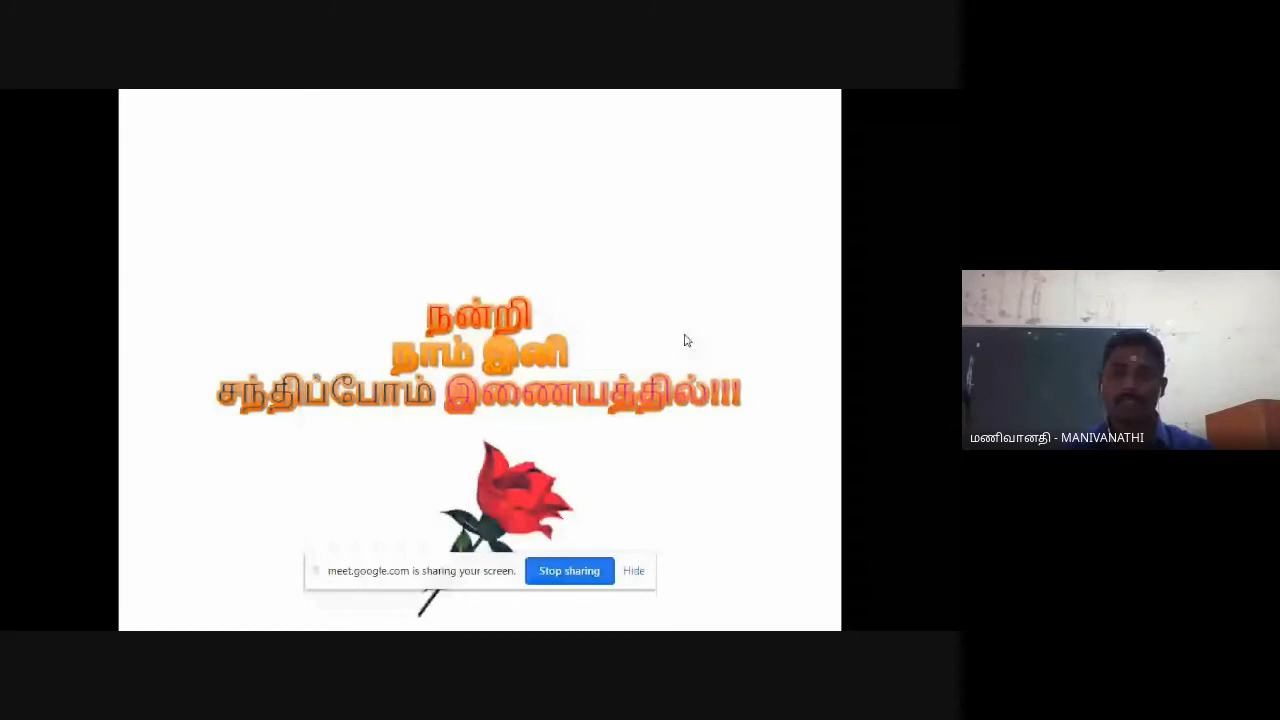 நன்றி
நாம் இனி
சந்திப்போம் இணையத்தில்!!!
meet.google.com is sharing your screen. Stop sharing Hide
மணிவானதி - MANIVANATHI